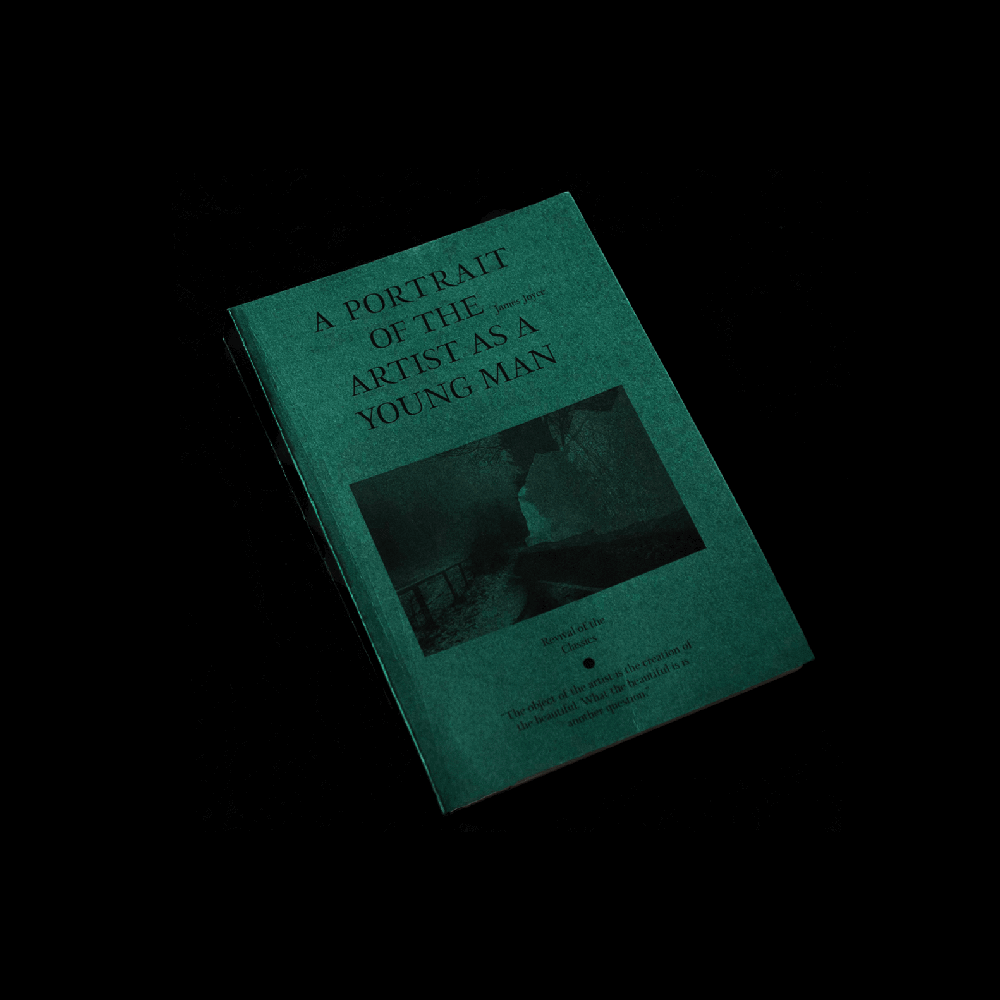 A PORTRAIT
OF THE
James Joyce
ARTIST AS A
YOUNG MAN
Revival of the
Classics
"The object of the artist is the creation of
the beautiful. What the beautiful is is
another question."